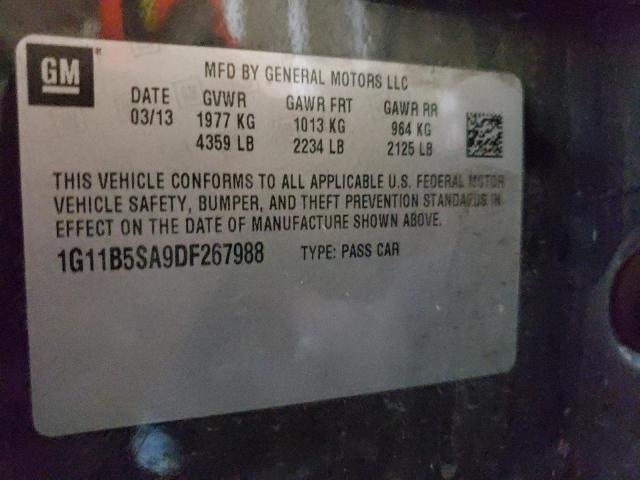 GM
MFD BY GENERAL MOTORS LLC
DATE GVWR GAWR FRT GAWR RR
03/13 1977 KG 1013 KG 964 KG
4359 LB 2234 LB 2125 LB
THIS VEHICLE CONFORMS TO ALL APPLICABLE U.S. FEDERAL MOTOR
VEHICLE SAFETY, BUMPER, AND THEFT PREVENTION STANDARDS IN
EFFECT ON THE DATE OF MANUFACTURE SHOWN ABOVE.
1G11B5SA9DF267988 TYPE: PASS CAR